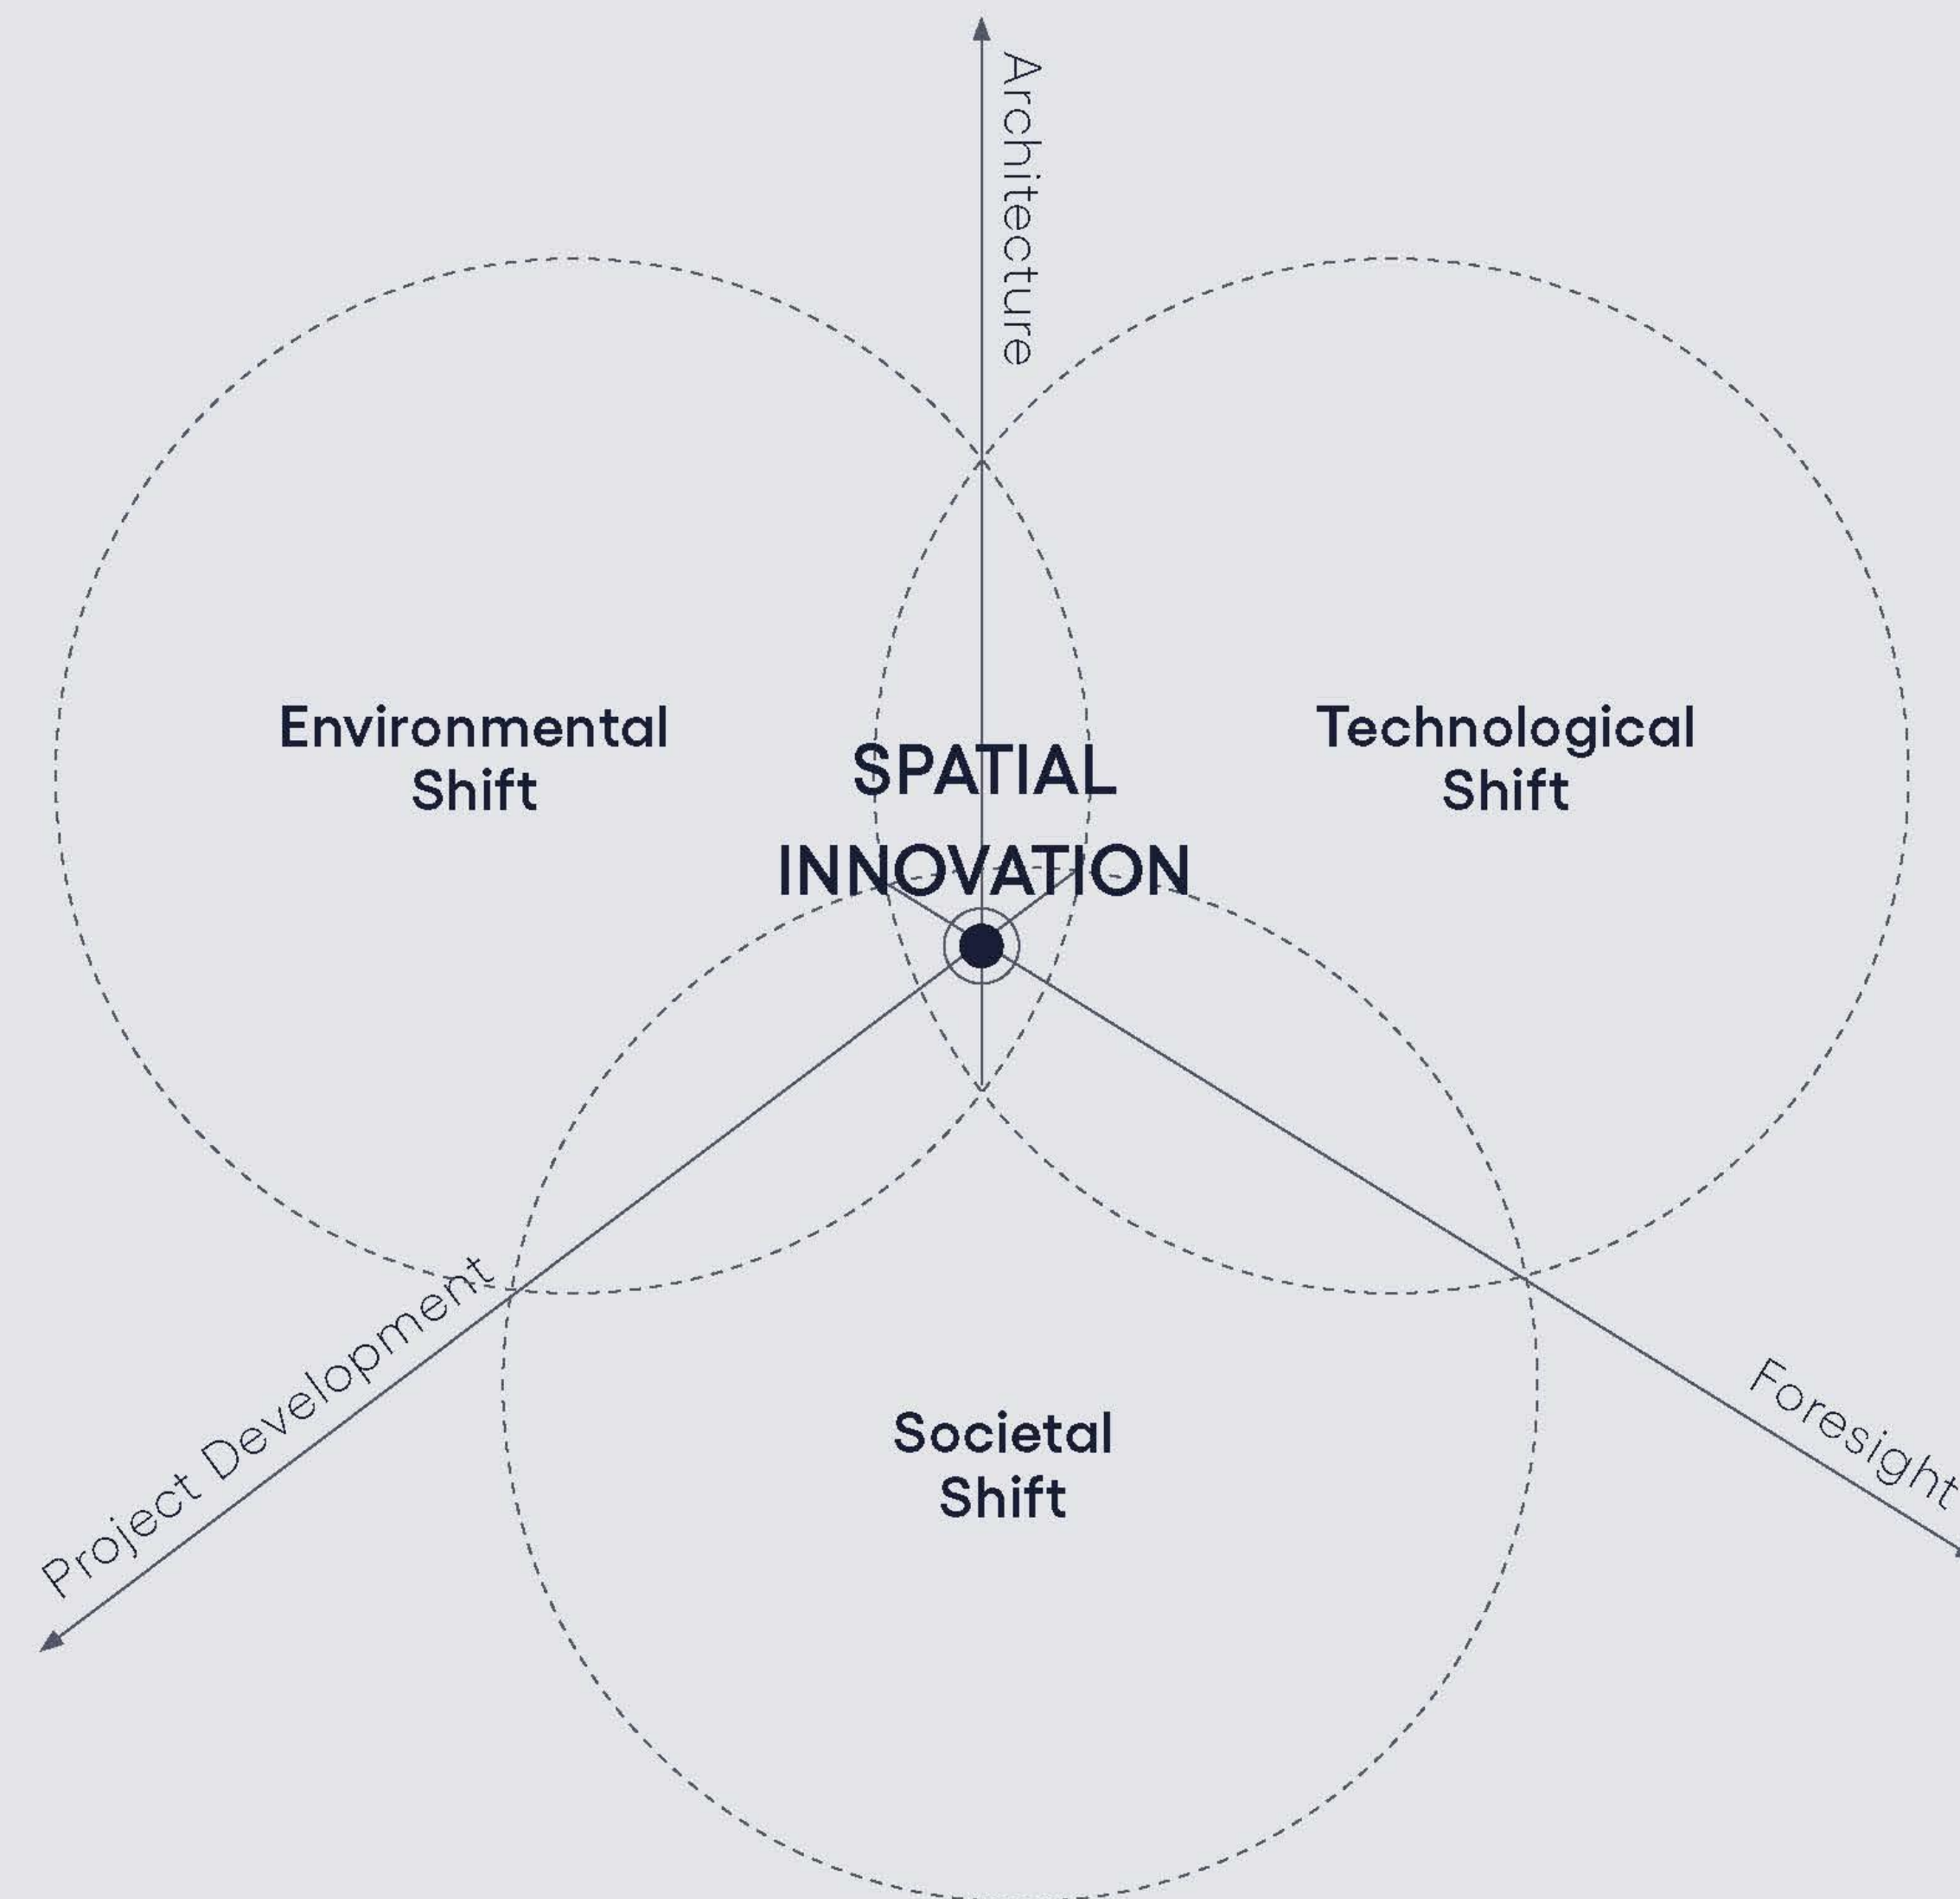 Architecture
Environmental
Shift
Technological
Shift
SPATIAL
INNOVATION
Project Development
Foresight
Societal
Shift